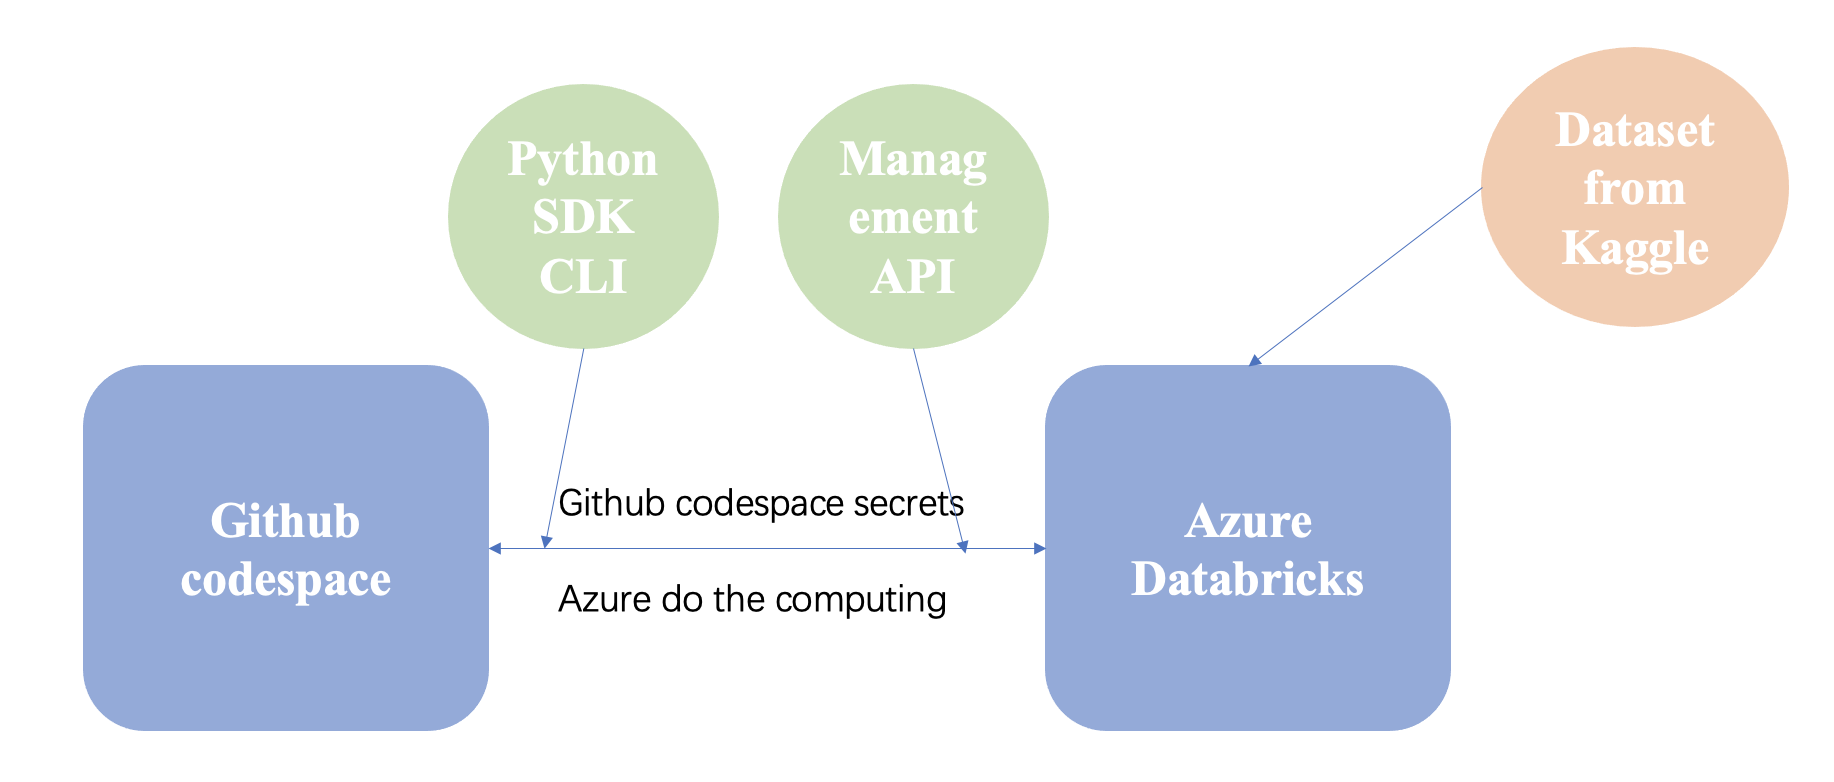 Python
SDK
CLI
Manag
ement
API
Dataset
from
Kaggle
Github
codespace
Github codespace secrets
Azure do the computing
Azure
Databricks